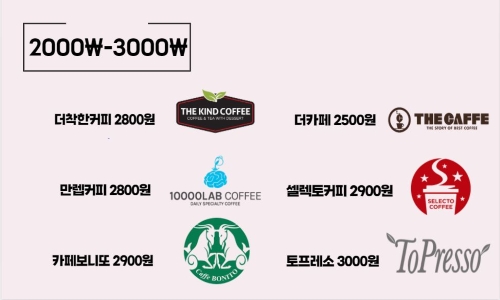 2000₩-3000₩
더착한커피 2800원
THE KIND COFFEE
COFFEE & TEA WITH DESSERT
더카페 2500원
THE CAFFE
THE STORY OF BEST COFFEE
만렙커피 2800원
10000LAB COFFEE
DAILY SPECIALTY COFFEE
셀렉토커피 2900원
SELECTO
COFFEE
카페보니또 2900원
Caffé BONITO
토프레소 3000원
ToPresso